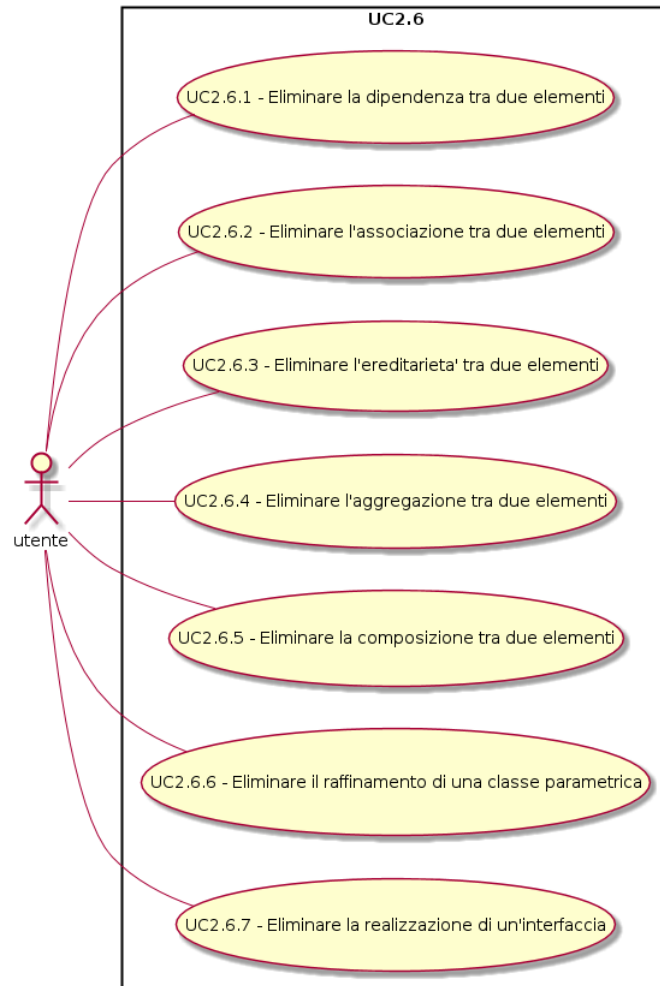 UC2.6
UC2.6.1 - Eliminare la dipendenza tra due elementi
UC2.6.2 - Eliminare l'associazione tra due elementi
UC2.6.3 - Eliminare l'ereditarieta' tra due elementi
UC2.6.4 - Eliminare l'aggregazione tra due elementi
utente
UC2.6.5 - Eliminare la composizione tra due elementi
UC2.6.6 - Eliminare il raffinamento di una classe parametrica
UC2.6.7 - Eliminare la realizzazione di un'interfaccia